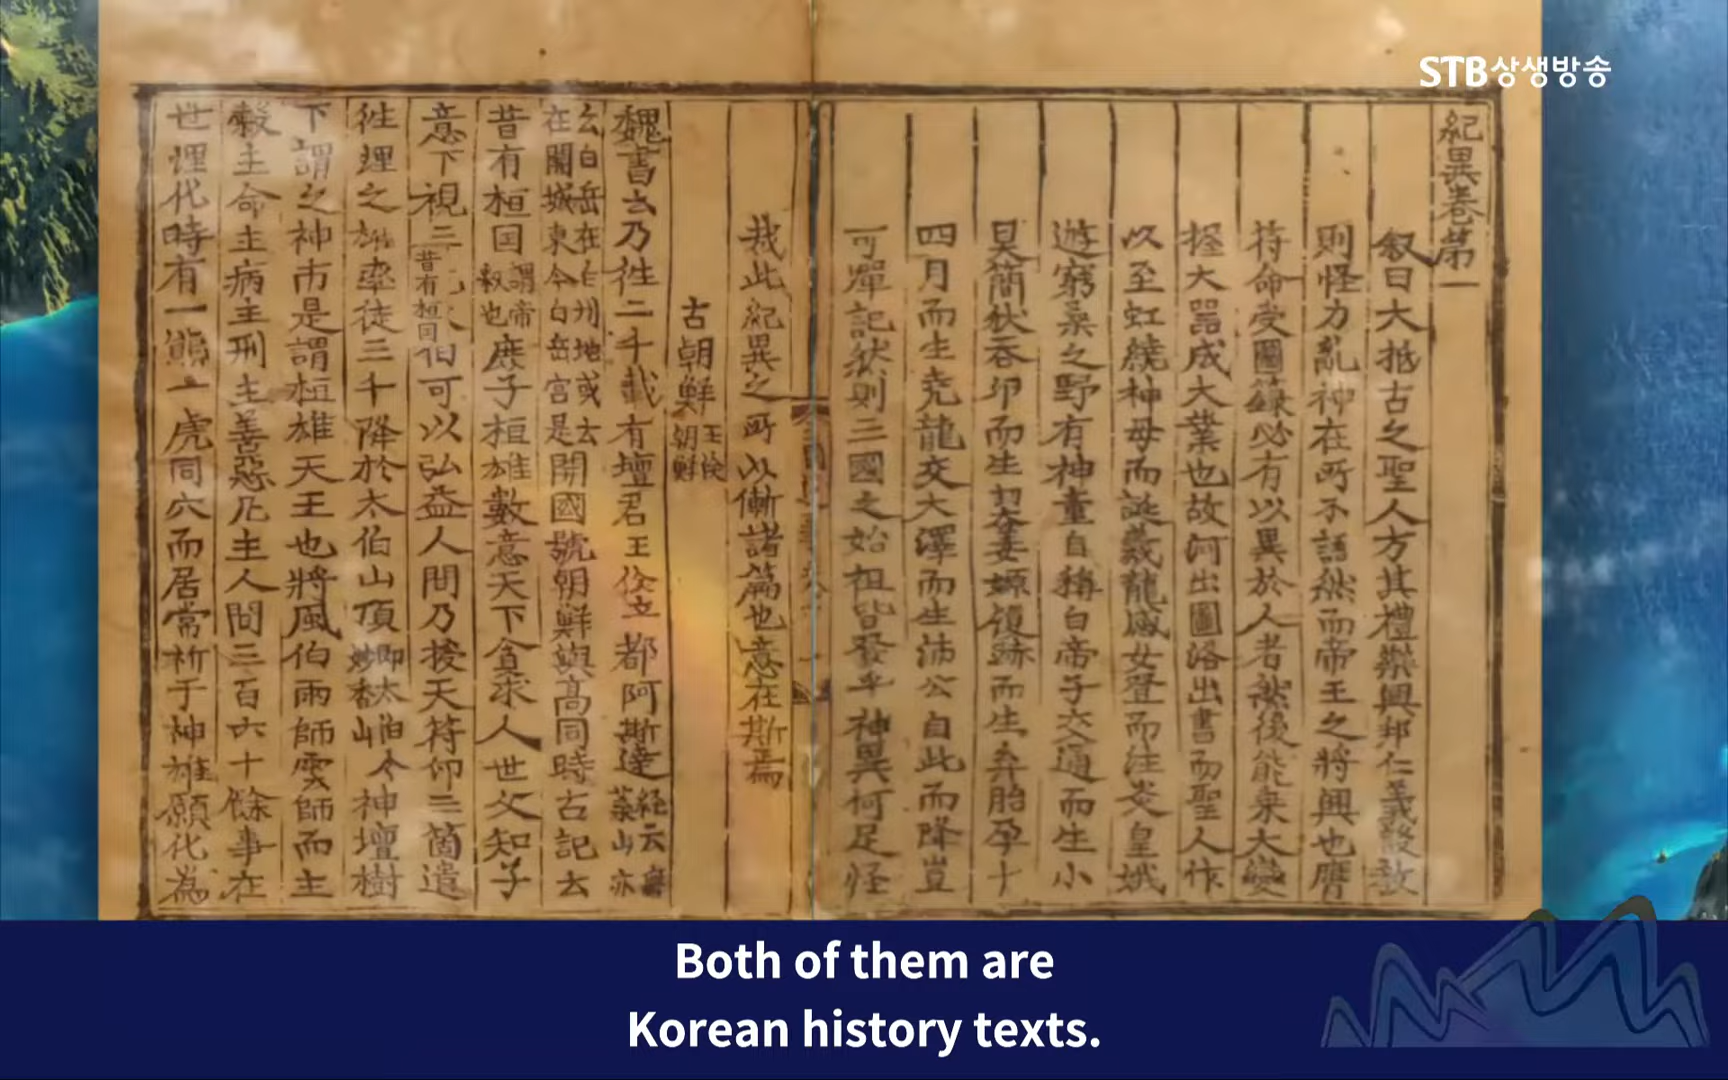 STB상생방송
紀異卷第一
叙曰大抵古之聖人方其禮樂興邦仁義設敎
則怪力亂神在所不語然而帝王之將興也膺
符命受圖籙必有以異於人者然後能乗大變
握大器成大業也故河出圖洛出書而聖人作
以至虹繞神母而誕羲龍感女登而注炎皇娥
遊窮桑之野有神童自稱白帝子交通而生小
昊簡狄吞卵而生契姜嫄履跡而生弃胎孕十
四月而生尭龍交大澤而生沛公自此而降豈
可殫記然則三國之始祖皆發乎神異何足怪
哉此紀異之所以慚諸篇也意在斯焉
古朝鮮王儉朝鮮
魏書云乃徃二千載有壇君王俭立都阿斯達経云無葉山亦
云白岳在白州地或云在開城東今白岳宮是開國號朝鮮與高同時古記云
昔有桓囯謂帝釈也庶子桓雄數意天下貪求人世父知子
意下視三伯可以弘益人間乃授天符印三箇遣
昔有桓囯
徃理之雄率徒三千降於太伯山頂即太伯今妙香山神壇樹
下謂之神市是謂桓雄天王也將風伯雨師雲師而主
糓主命主病主刑主善惡凡主人間三百六十餘事在
世理化時有一熊一虎同穴而居常祈于神雄願化為
Both of them are
Korean history texts.